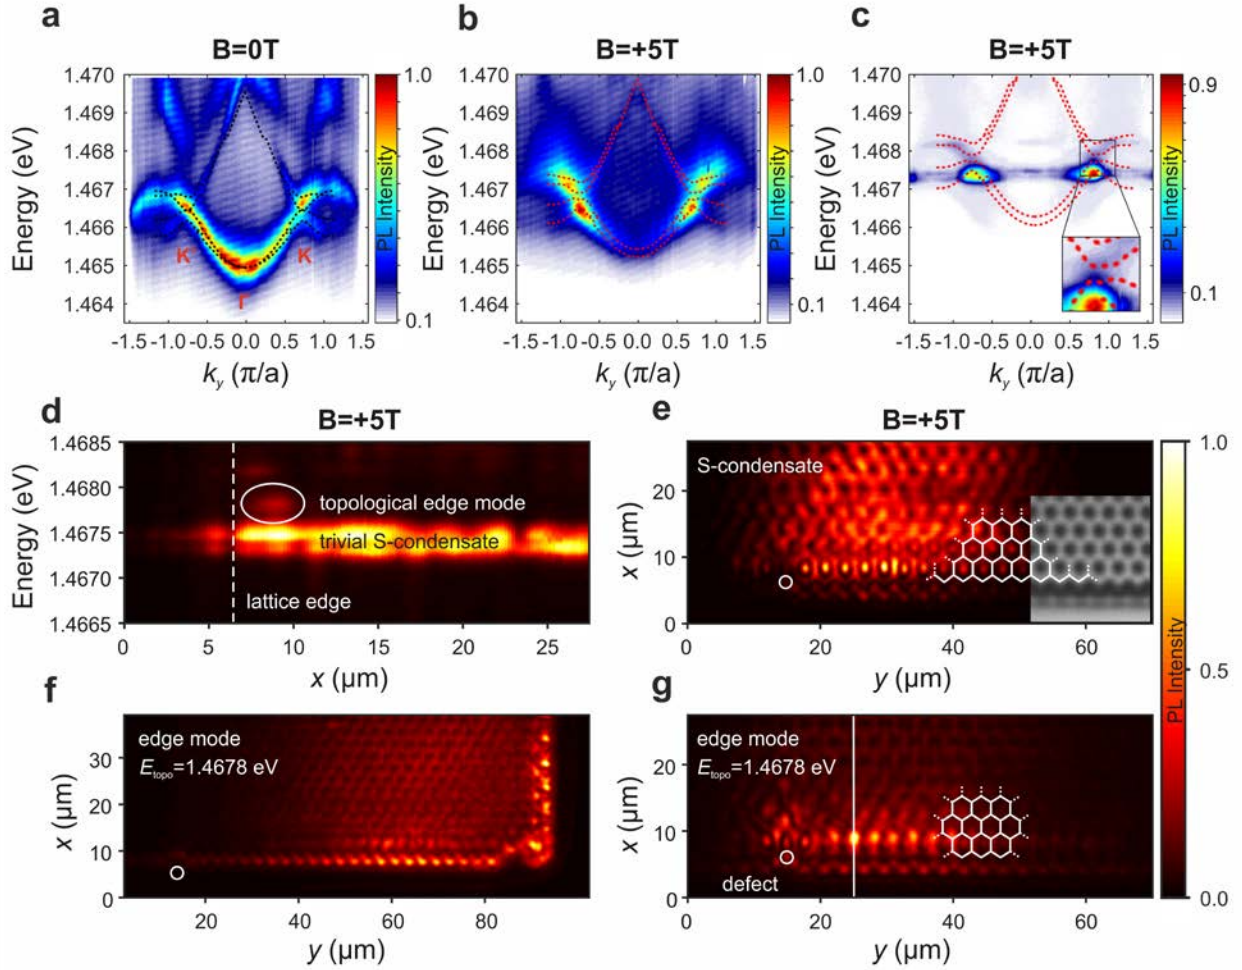 a
B=0T
1.470
1.469
1.468
1.467
1.466
1.465
1.464
Energy (eV)
K'
K
Γ
-1.5 -1.0 -0.5 0.0 0.5 1.0 1.5
k_y (π/a)
1.0
PL Intensity
0.1
b
B=+5T
1.470
1.469
1.468
1.467
1.466
1.465
1.464
Energy (eV)
-1.5 -1.0 -0.5 0.0 0.5 1.0 1.5
k_y (π/a)
1.0
PL Intensity
0.1
c
B=+5T
1.470
1.469
1.468
1.467
1.466
1.465
1.464
Energy (eV)
-1.5 -1.0 -0.5 0.0 0.5 1.0 1.5
k_y (π/a)
0.9
PL Intensity
0.1
d
B=+5T
1.4685
1.4680
1.4675
1.4670
1.4665
Energy (eV)
topological edge mode
trivial S-condensate
lattice edge
0 5 10 15 20 25
x (μm)
e
B=+5T
S-condensate
20
10
0
x (μm)
20 40 60
y (μm)
1.0
0.5
0.0
PL Intensity
f
edge mode
E_topo=1.4678 eV
30
20
10
0
x (μm)
20 40 60 80
y (μm)
g
edge mode
E_topo=1.4678 eV
defect
20
10
0
x (μm)
0 20 40 60
y (μm)